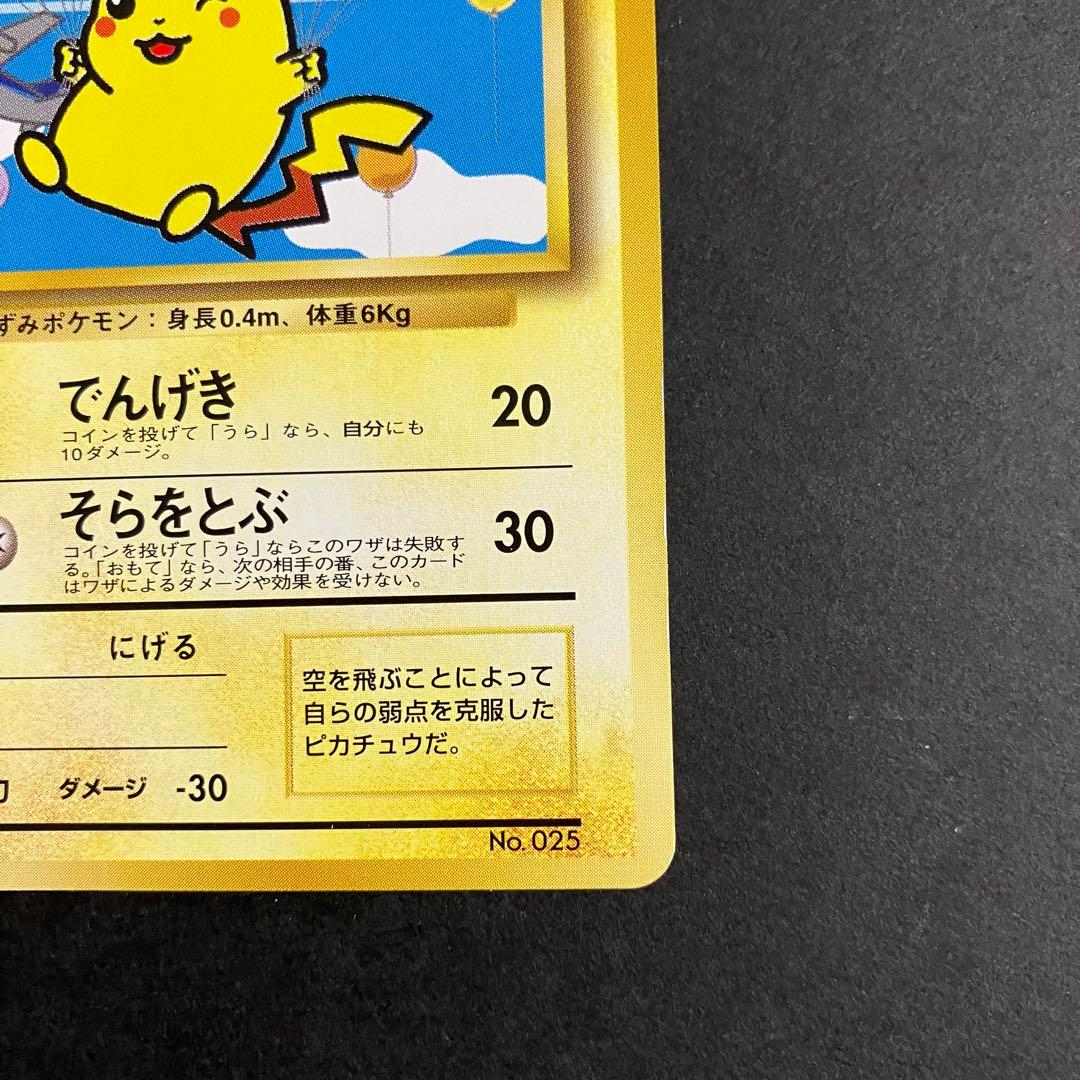 ずみポケモン：身長0.4m、体重6Kg
でんげき 20
コインを投げて「うら」なら、自分にも
10ダメージ。
そらをとぶ 30
コインを投げて「うら」ならこのワザは失敗す
る。「おもて」なら、次の相手の番、このカード
はワザによるダメージや効果を受けない。
にげる
空を飛ぶことによって
自らの弱点を克服した
ピカチュウだ。
ダメージ -30
No. 025